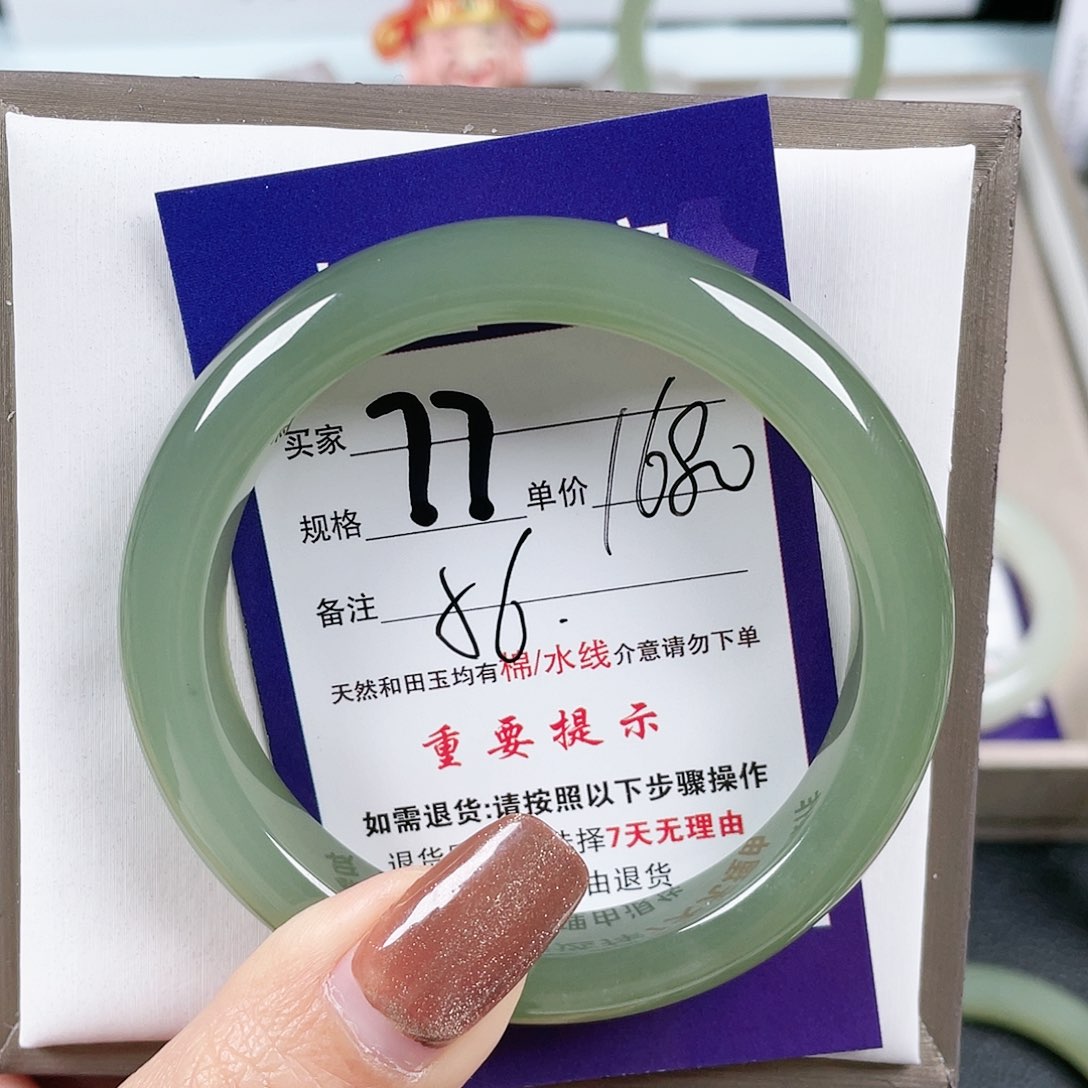 买家
77
规格 单价 1680
备注 86.
天然和田玉均有棉/水线介意请勿下单
重要提示
如需退货:请按照以下步骤操作
退货 择7天无理由
由退货